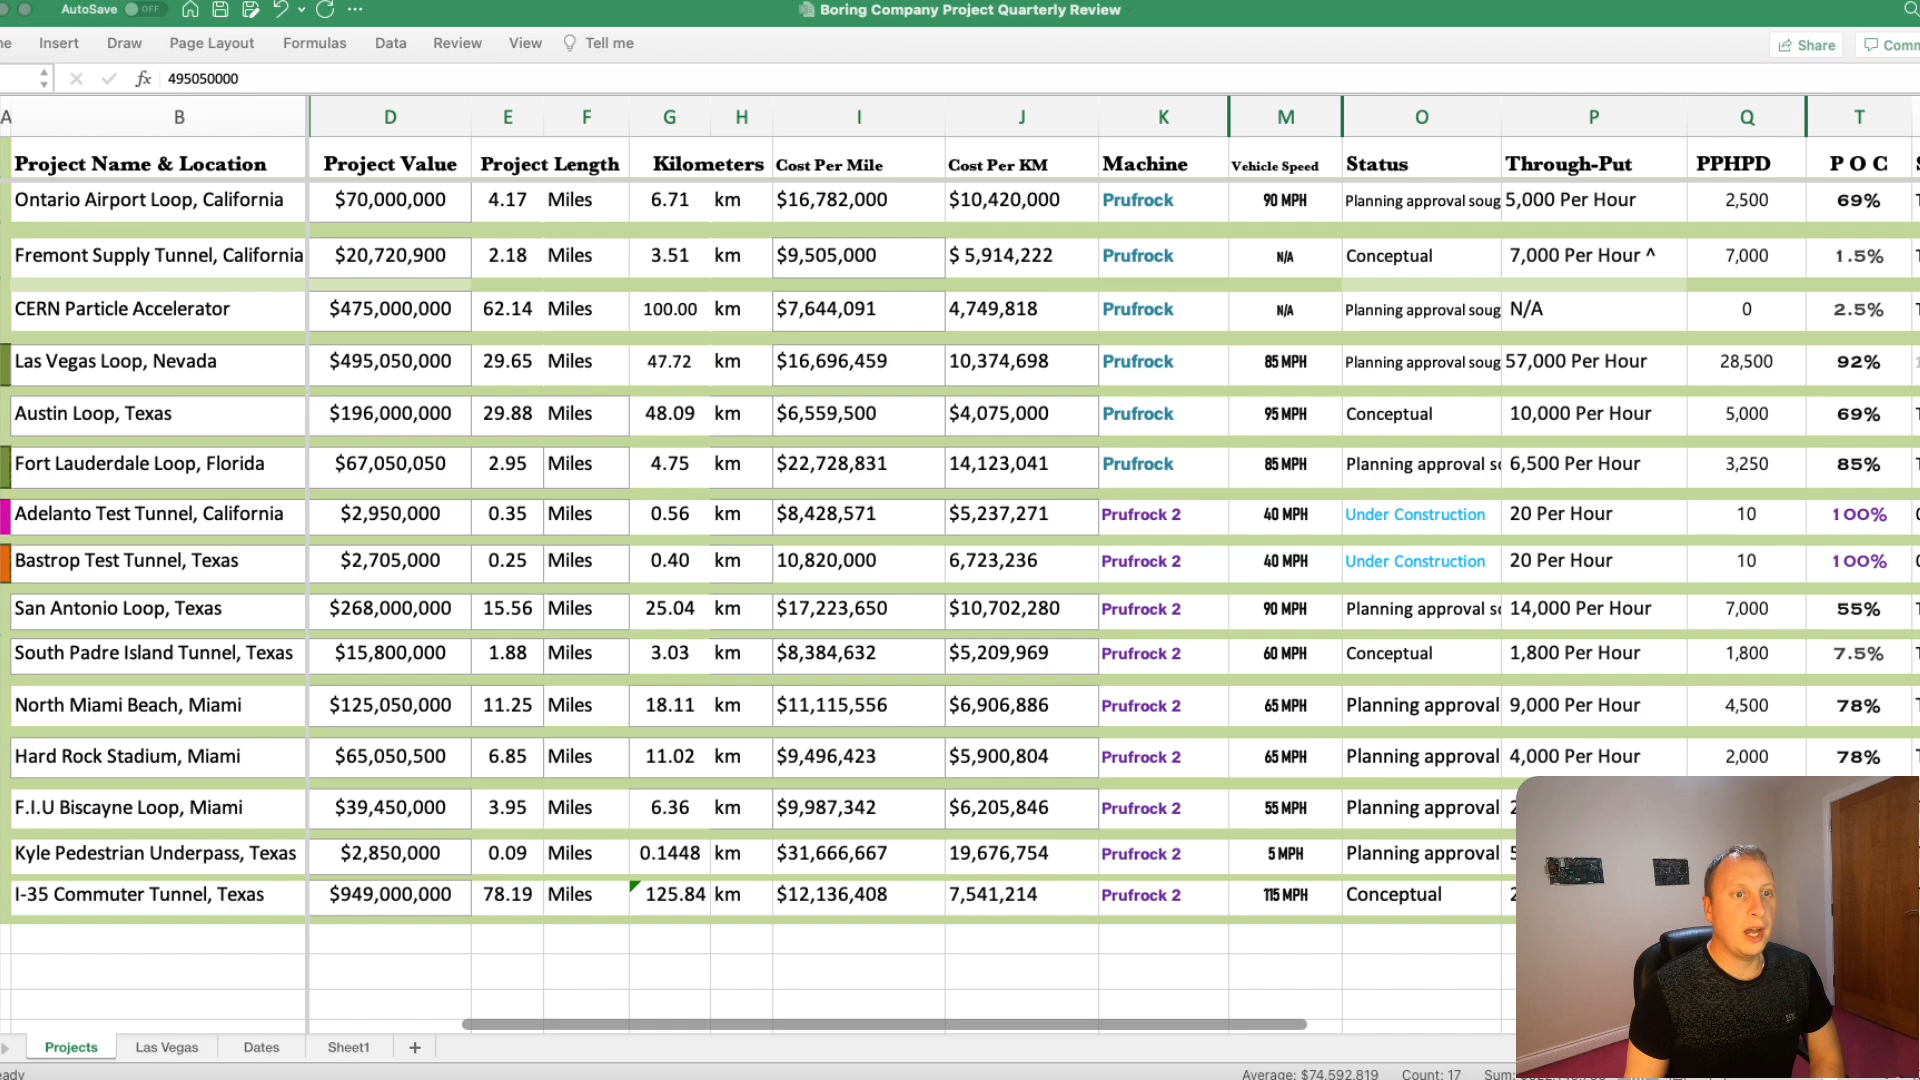 AutoSave OFF ... Boring Company Project Quarterly Review
Insert Draw Page Layout Formulas Data Review View Tell me Share
fx 495050000
A B D E F G H I J K M O P Q T
Project Name & Location Project Value Project Length Kilometers Cost Per Mile Cost Per KM Machine Vehicle Speed Status Through-Put PPHPD P O C
Ontario Airport Loop, California $70,000,000 4.17 Miles 6.71 km $16,782,000 $10,420,000 Prufrock 90 MPH Planning approval soug 5,000 Per Hour 2,500 69%
Fremont Supply Tunnel, California $20,720,900 2.18 Miles 3.51 km $9,505,000 $ 5,914,222 Prufrock N/A Conceptual 7,000 Per Hour ^ 7,000 1.5%
CERN Particle Accelerator $475,000,000 62.14 Miles 100.00 km $7,644,091 4,749,818 Prufrock N/A Planning approval soug N/A 0 2.5%
Las Vegas Loop, Nevada $495,050,000 29.65 Miles 47.72 km $16,696,459 10,374,698 Prufrock 85 MPH Planning approval soug 57,000 Per Hour 28,500 92%
Austin Loop, Texas $196,000,000 29.88 Miles 48.09 km $6,559,500 $4,075,000 Prufrock 95 MPH Conceptual 10,000 Per Hour 5,000 69%
Fort Lauderdale Loop, Florida $67,050,050 2.95 Miles 4.75 km $22,728,831 14,123,041 Prufrock 85 MPH Planning approval so 6,500 Per Hour 3,250 85%
Adelanto Test Tunnel, California $2,950,000 0.35 Miles 0.56 km $8,428,571 $5,237,271 Prufrock 2 40 MPH Under Construction 20 Per Hour 10 100%
Bastrop Test Tunnel, Texas $2,705,000 0.25 Miles 0.40 km 10,820,000 6,723,236 Prufrock 2 40 MPH Under Construction 20 Per Hour 10 100%
San Antonio Loop, Texas $268,000,000 15.56 Miles 25.04 km $17,223,650 $10,702,280 Prufrock 2 90 MPH Planning approval so 14,000 Per Hour 7,000 55%
South Padre Island Tunnel, Texas $15,800,000 1.88 Miles 3.03 km $8,384,632 $5,209,969 Prufrock 2 60 MPH Conceptual 1,800 Per Hour 1,800 7.5%
North Miami Beach, Miami $125,050,000 11.25 Miles 18.11 km $11,115,556 $6,906,886 Prufrock 2 65 MPH Planning approval 9,000 Per Hour 4,500 78%
Hard Rock Stadium, Miami $65,050,500 6.85 Miles 11.02 km $9,496,423 $5,900,804 Prufrock 2 65 MPH Planning approval 4,000 Per Hour 2,000 78%
F.I.U Biscayne Loop, Miami $39,450,000 3.95 Miles 6.36 km $9,987,342 $6,205,846 Prufrock 2 55 MPH Planning approval
Kyle Pedestrian Underpass, Texas $2,850,000 0.09 Miles 0.1448 km $31,666,667 19,676,754 Prufrock 2 5 MPH Planning approval
I-35 Commuter Tunnel, Texas $949,000,000 78.19 Miles 125.84 km $12,136,408 7,541,214 Prufrock 2 115 MPH Conceptual
Projects Las Vegas Dates Sheet1 +
Average: $74,592,819 Count: 17 Sum: